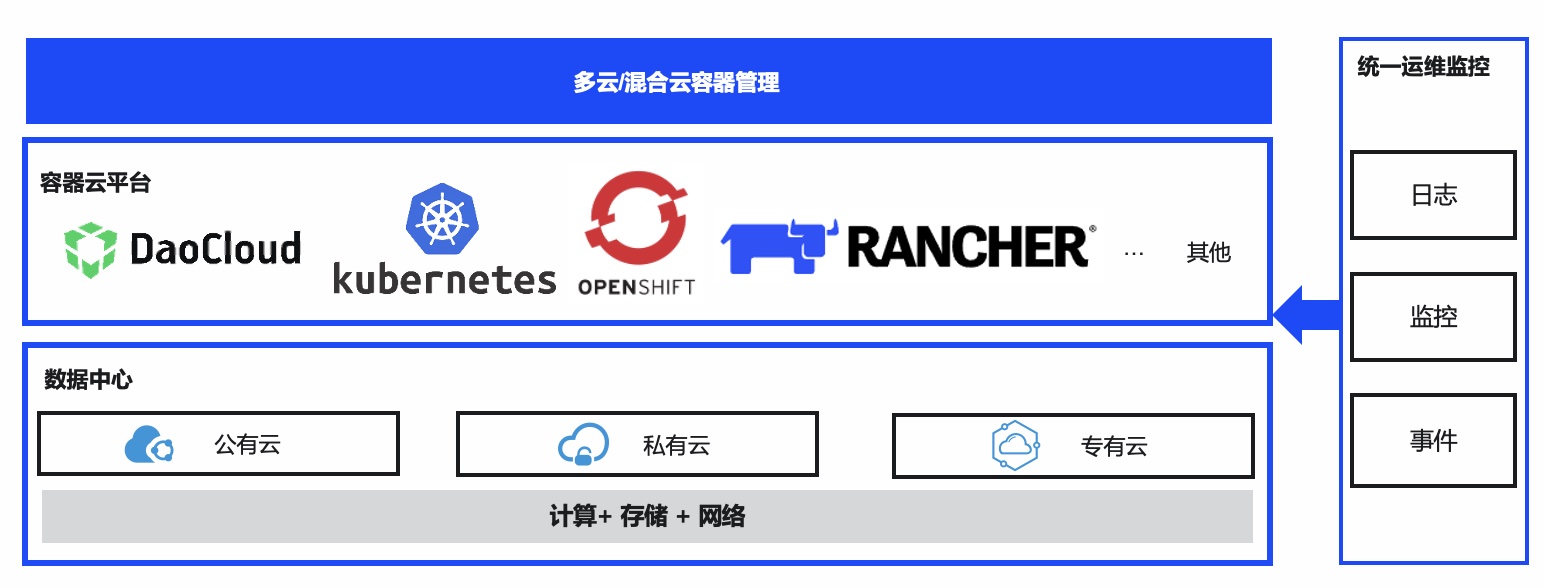 多云/混合云容器管理
统一运维监控
容器云平台
DaoCloud
kubernetes
OPENSHIFT
RANCHER®
...
其他
日志
监控
事件
数据中心
公有云
私有云
专有云
计算+ 存储 + 网络